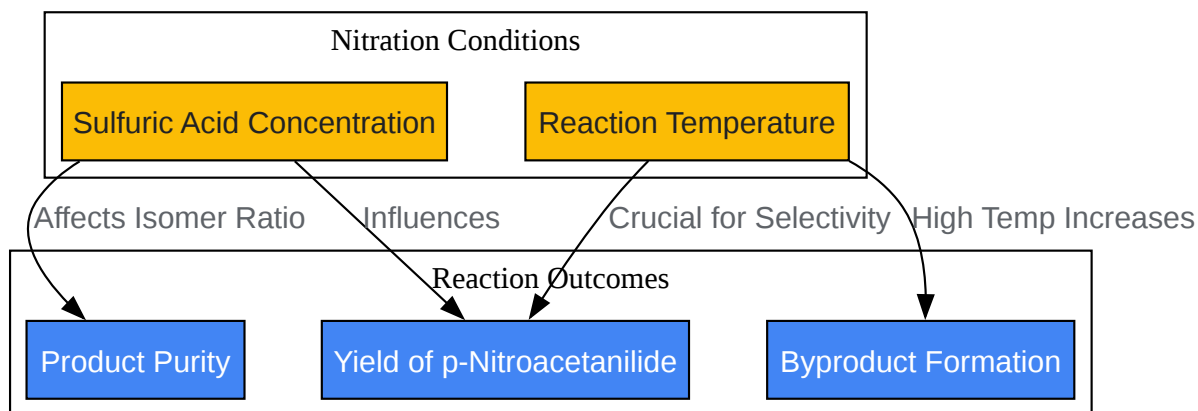 Nitration Conditions
Sulfuric Acid Concentration
Reaction Temperature
Affects Isomer Ratio
Influences
Crucial for Selectivity
High Temp Increases
Reaction Outcomes
Product Purity
Yield of p-Nitroacetanilide
Byproduct Formation